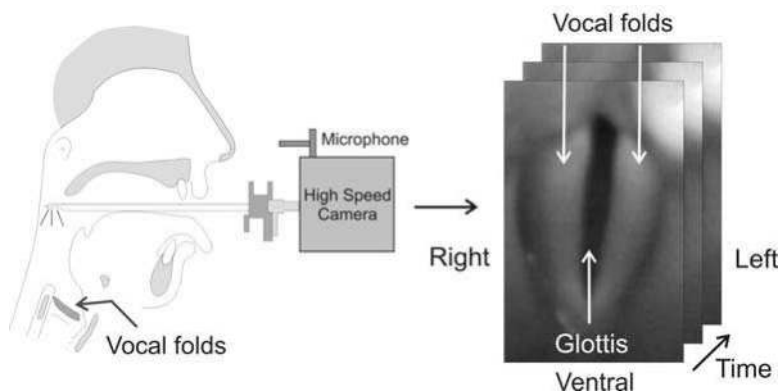 Vocal folds
Microphone
High Speed
Camera
Right
Left
Vocal folds
Glottis
Ventral
Time